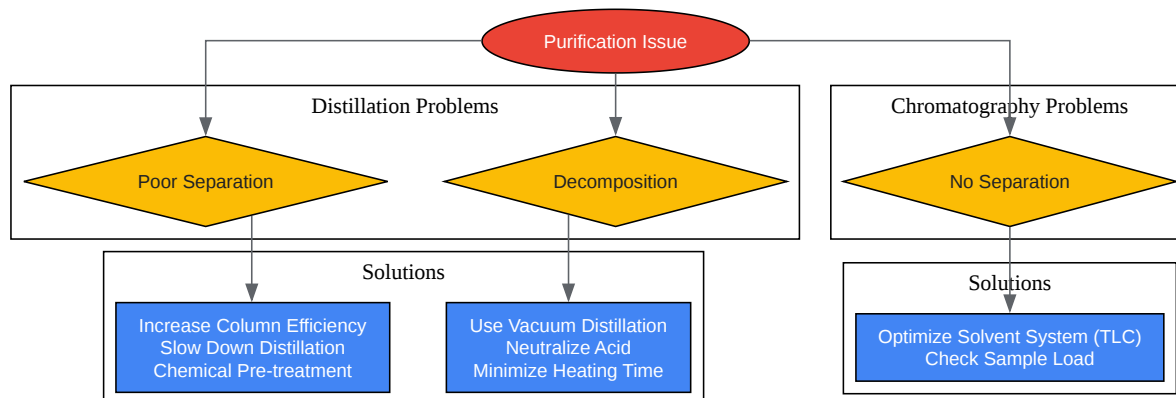 Purification Issue
Distillation Problems
Chromatography Problems
Poor Separation
Decomposition
No Separation
Solutions
Increase Column Efficiency
Slow Down Distillation
Chemical Pre-treatment
Use Vacuum Distillation
Neutralize Acid
Minimize Heating Time
Solutions
Optimize Solvent System (TLC)
Check Sample Load